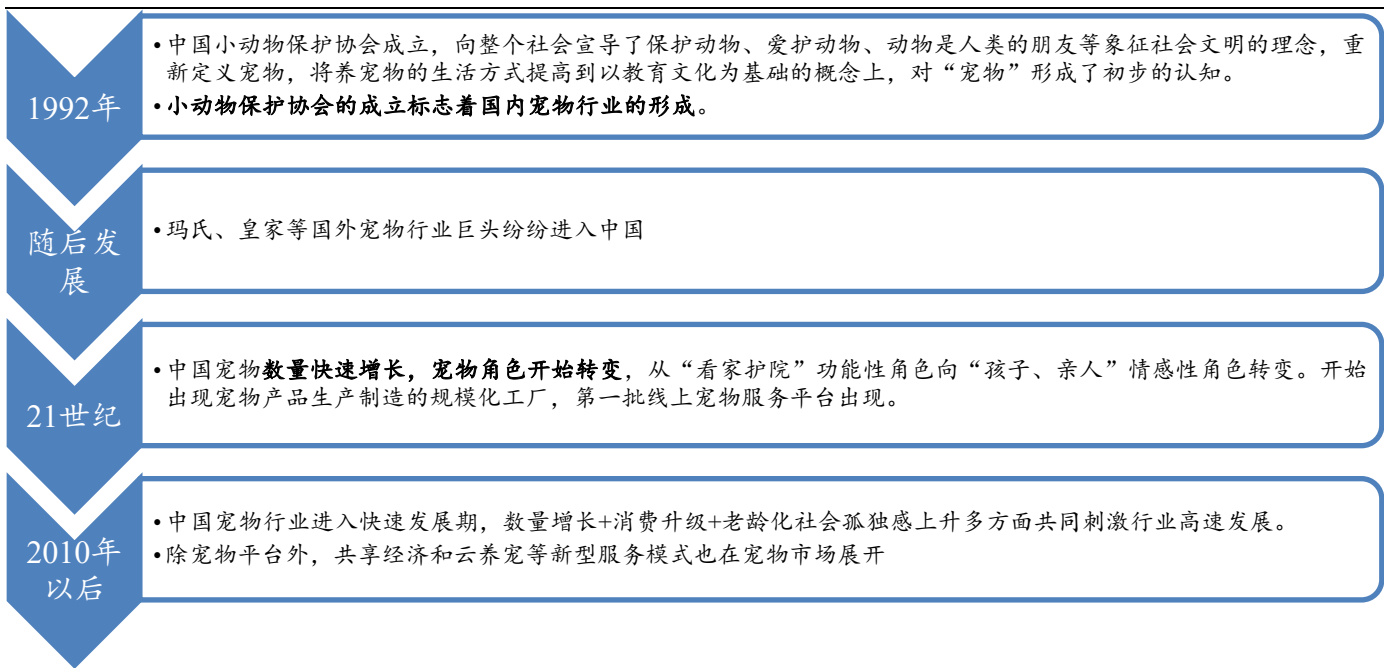 1992年
•中国小动物保护协会成立，向整个社会宣导了保护动物、爱护动物、动物是人类的朋友等象征社会文明的理念，重
新定义宠物，将养宠物的生活方式提高到以教育文化为基础的概念上，对“宠物”形成了初步的认知。
•小动物保护协会的成立标志着国内宠物行业的形成。
随后发
展
•玛氏、皇家等国外宠物行业巨头纷纷进入中国
21世纪
•中国宠物数量快速增长，宠物角色开始转变，从“看家护院”功能性角色向“孩子、亲人”情感性角色转变。开始
出现宠物产品生产制造的规模化工厂，第一批线上宠物服务平台出现。
2010年
以后
•中国宠物行业进入快速发展期，数量增长+消费升级+老龄化社会孤独感上升多方面共同刺激行业高速发展。
•除宠物平台外，共享经济和云养宠等新型服务模式也在宠物市场展开